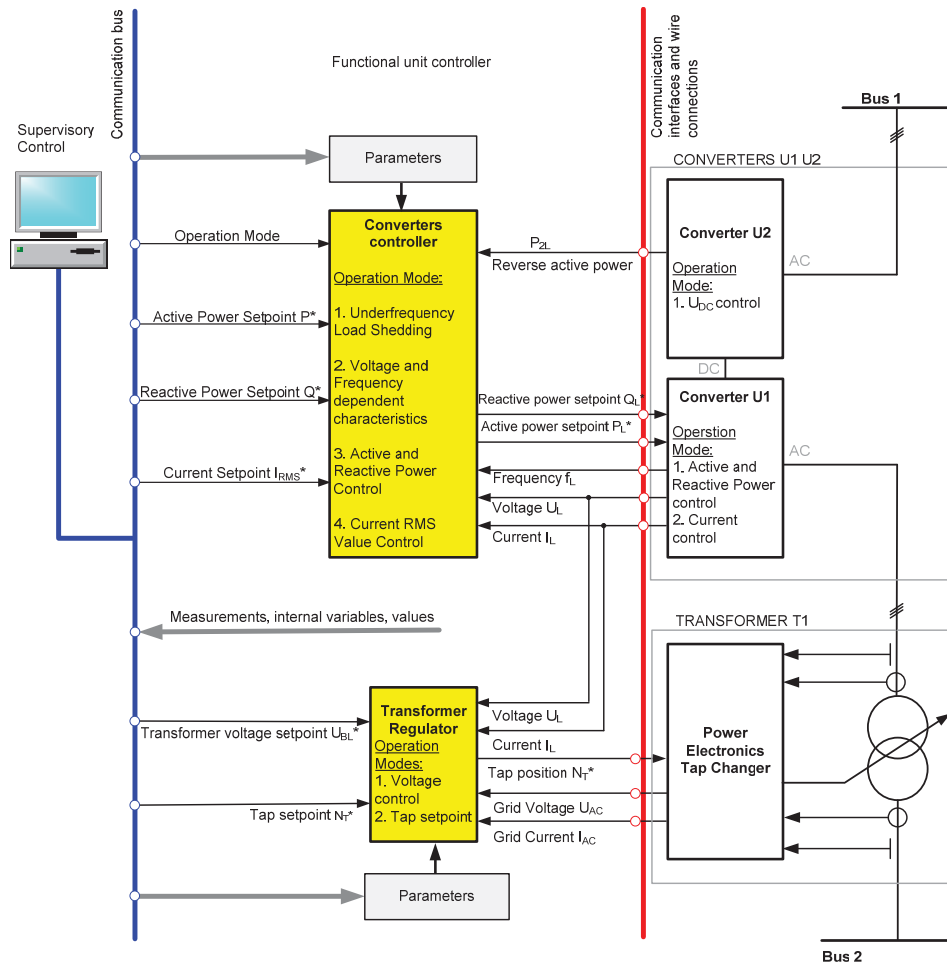 Communication bus
Functional unit controller
Communication
interfaces and wire
connections
Bus 1
Supervisory
Control
Parameters
CONVERTERS U1 U2
Converters
controller
Operation Mode:
1. Underfrequency
Load Shedding
2. Voltage and
Frequency
dependent
characteristics
3. Active and
Reactive Power
Control
4. Current RMS
Value Control
Operation Mode
Active Power Setpoint P*
Reactive Power Setpoint Q*
Current Setpoint IRMS*
P2L
Reverse active power
Converter U2
Operation
Mode:
1. UDC control
AC
DC
Reactive power setpoint QL*
Active power setpoint PL*
Frequency fL
Voltage UL
Current IL
Converter U1
Operstion
Mode:
1. Active and
Reactive Power
control
2. Current
control
AC
Measurements, internal variables, values
TRANSFORMER T1
Transformer
Regulator
Operation
Modes:
1. Voltage
control
2. Tap setpoint
Transformer voltage setpoint UBL*
Tap setpoint NT*
Voltage UL
Current IL
Tap position NT*
Grid Voltage UAC
Grid Current IAC
Power
Electronics
Tap Changer
Parameters
Bus 2